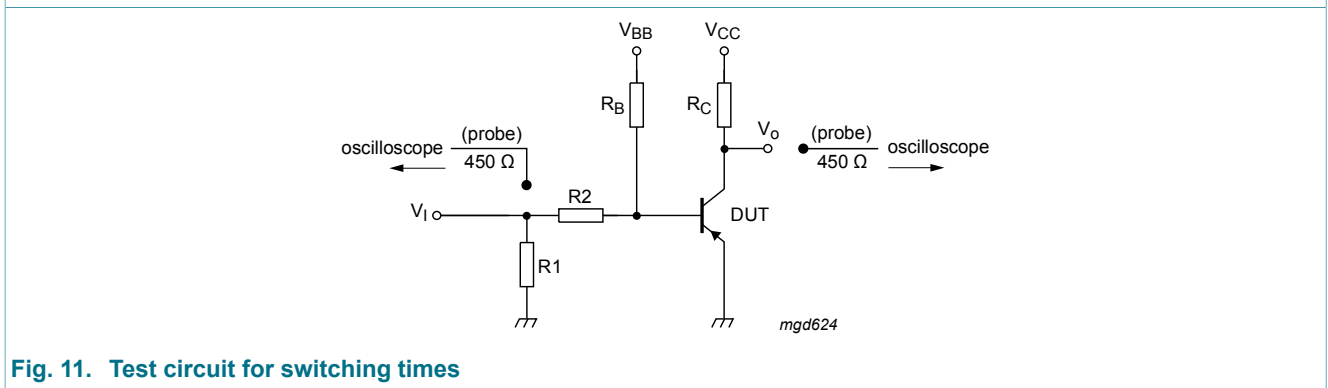 VBB VCC
RB RC
oscilloscope (probe) 450 Ω
Vo (probe) 450 Ω oscilloscope
R2
VI DUT
R1
mgd624
Fig. 11. Test circuit for switching times